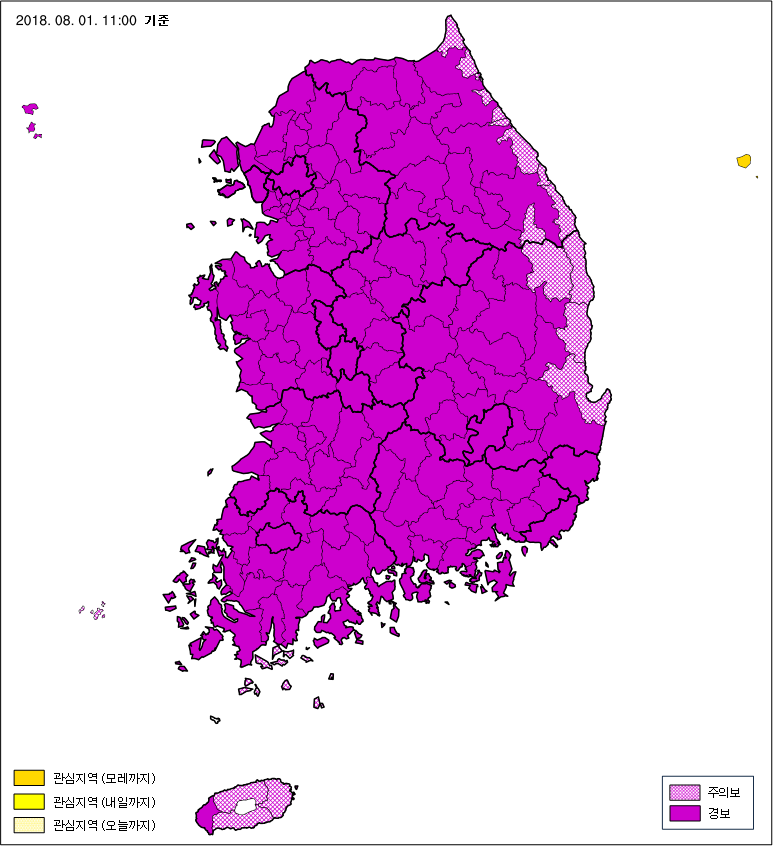 2018. 08. 01. 11:00 기준
관심지역 (모레까지)
관심지역 (내일까지)
관심지역 (오늘까지)
주의보
경보